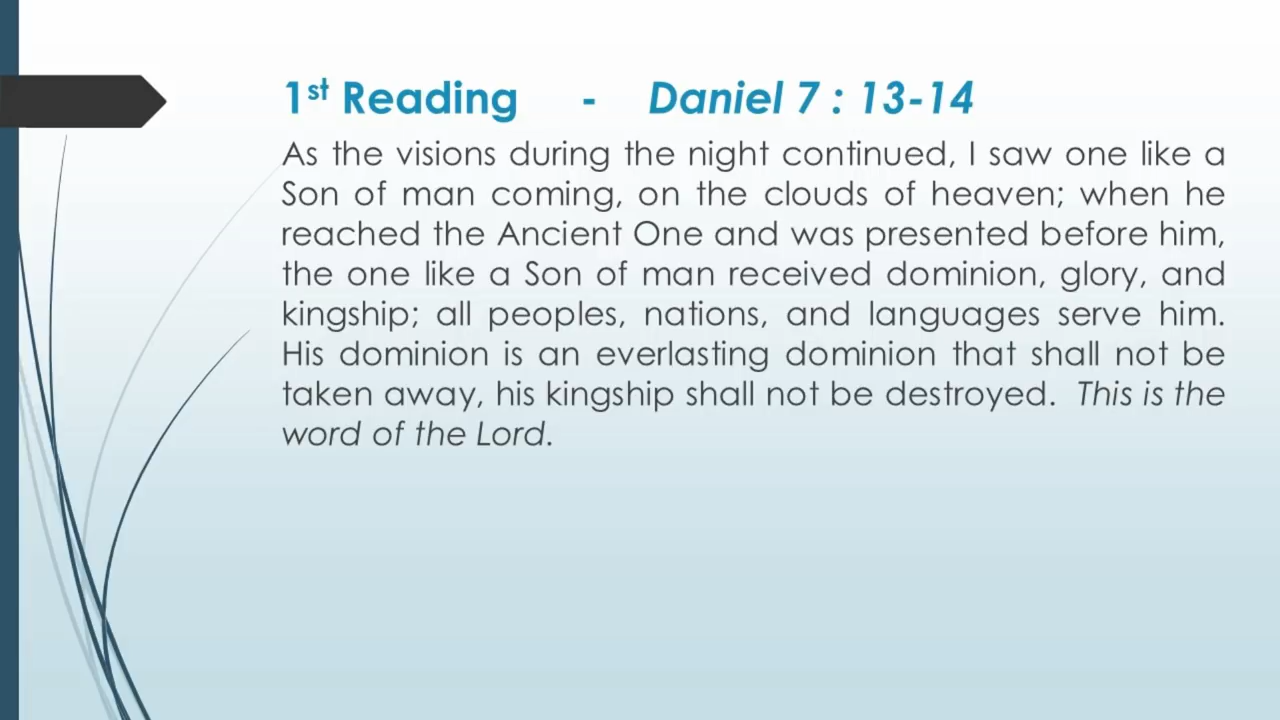 1st Reading - Daniel 7 : 13-14
As the visions during the night continued, I saw one like a
Son of man coming, on the clouds of heaven; when he
reached the Ancient One and was presented before him,
the one like a Son of man received dominion, glory, and
kingship; all peoples, nations, and languages serve him.
His dominion is an everlasting dominion that shall not be
taken away, his kingship shall not be destroyed. This is the
word of the Lord.